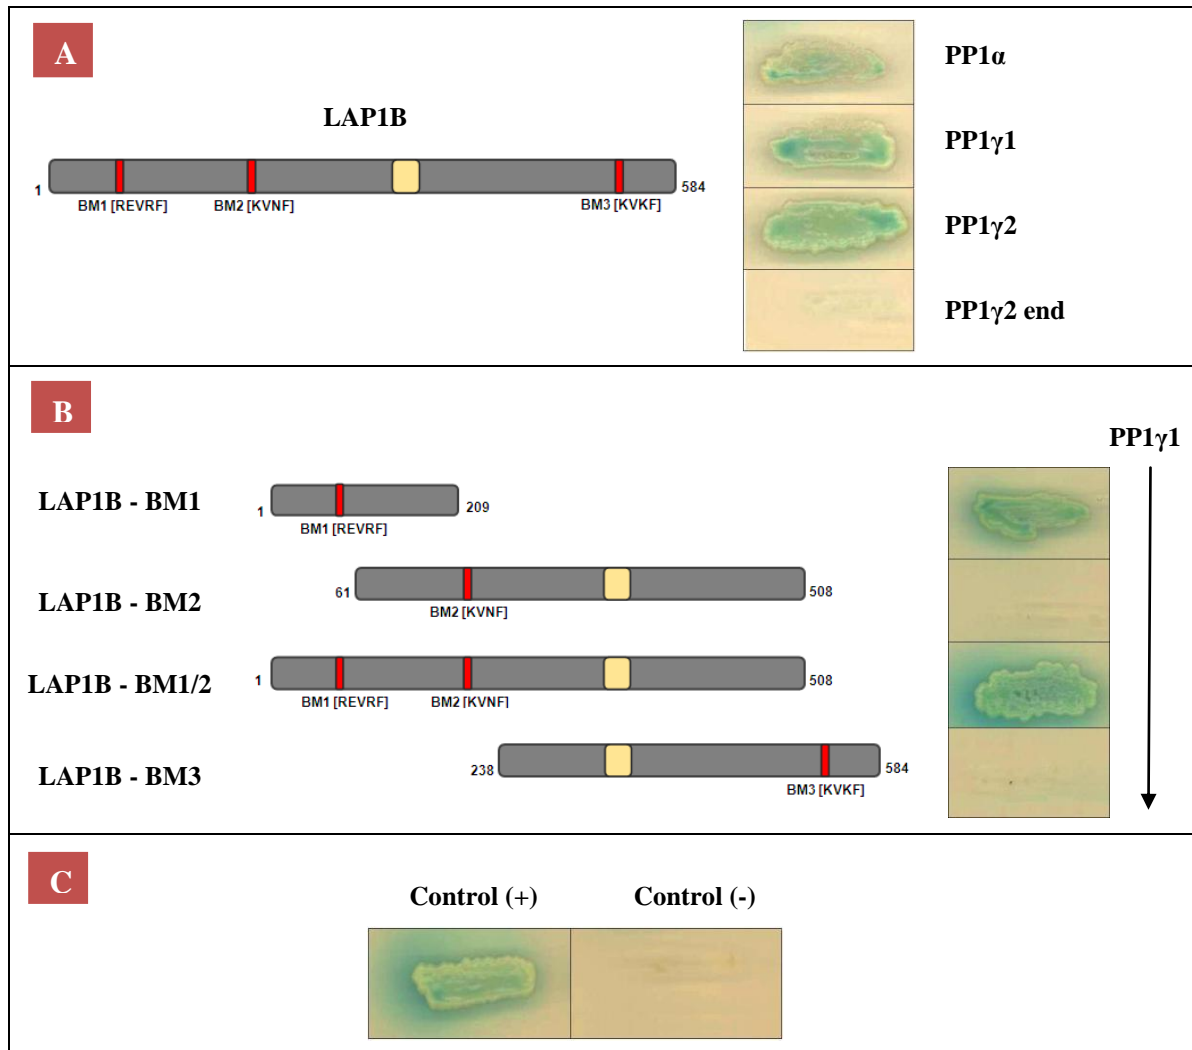 A
LAP1B
1
584
BM1 [REVRF]
BM2 [KVNF]
BM3 [KVKF]
PP1α
PP1γ1
PP1γ2
PP1γ2 end
B
PP1γ1
LAP1B - BM1
1
209
BM1 [REVRF]
LAP1B - BM2
61
508
BM2 [KVNF]
LAP1B - BM1/2
1
508
BM1 [REVRF]
BM2 [KVNF]
LAP1B - BM3
238
584
BM3 [KVKF]
C
Control (+)
Control (-)